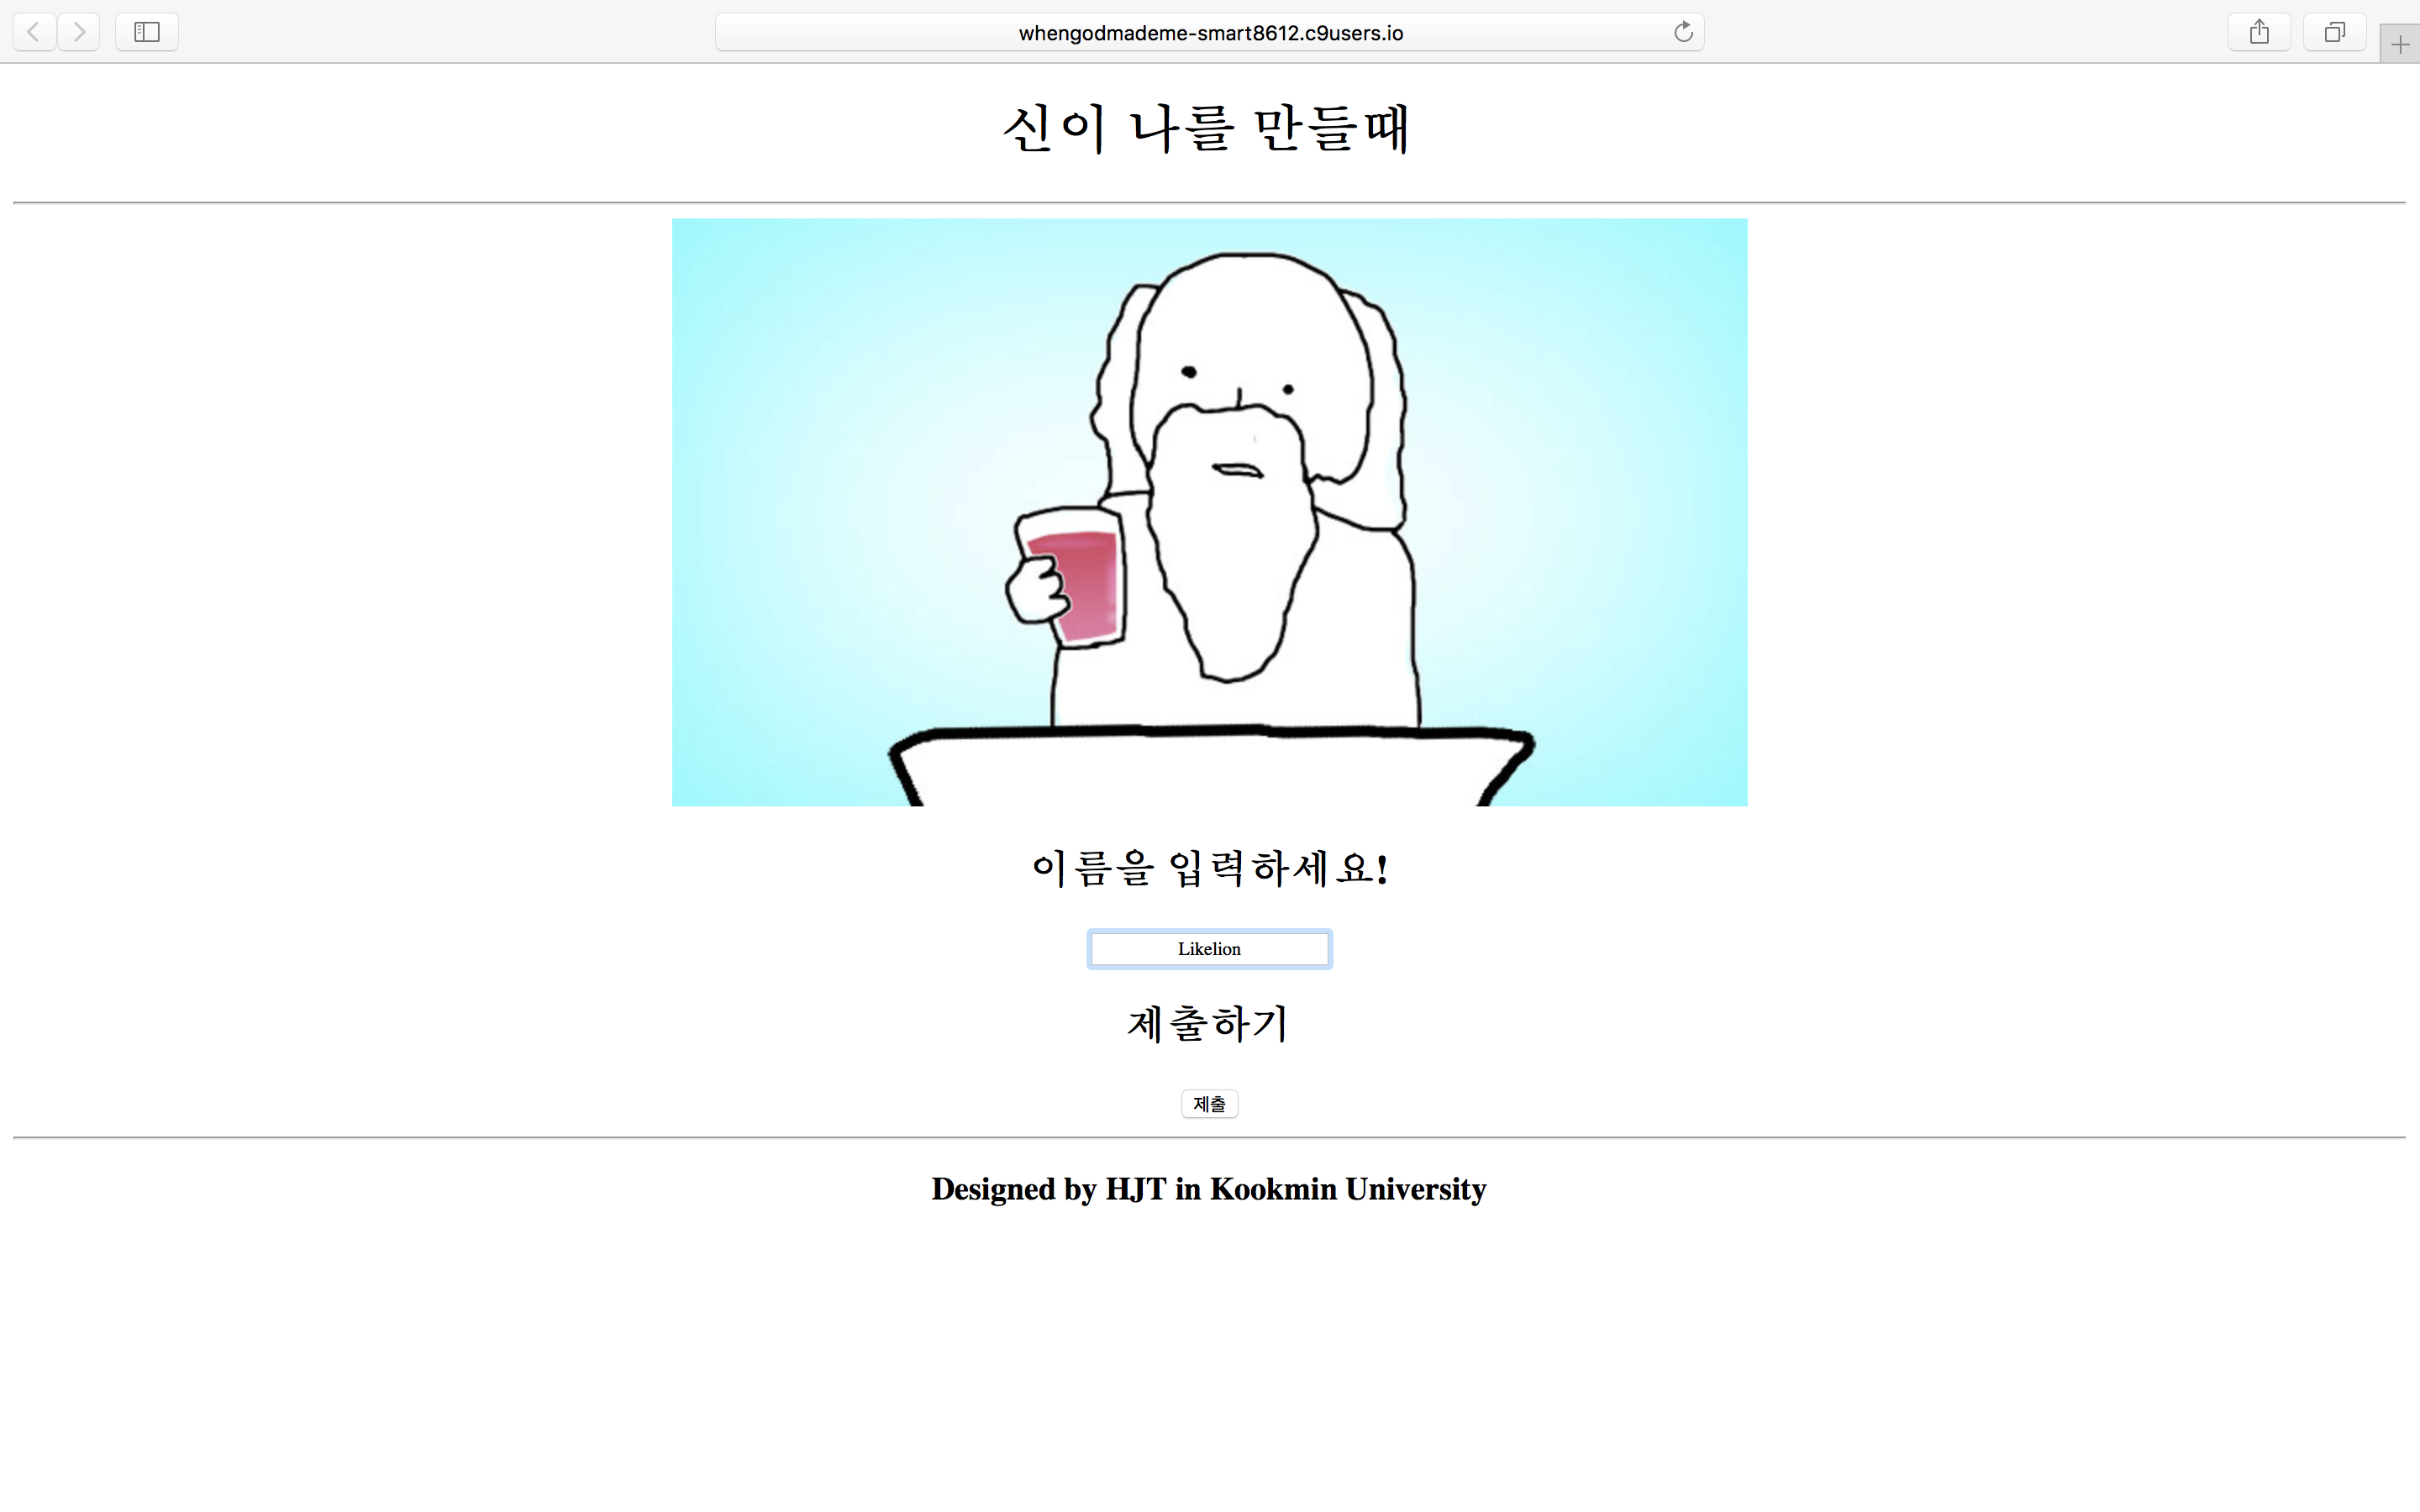 whengodmademe-smart8612.c9users.io
신이 나를 만들때
이름을 입력하세요!
Likelion
제출하기
제출
Designed by HJT in Kookmin University